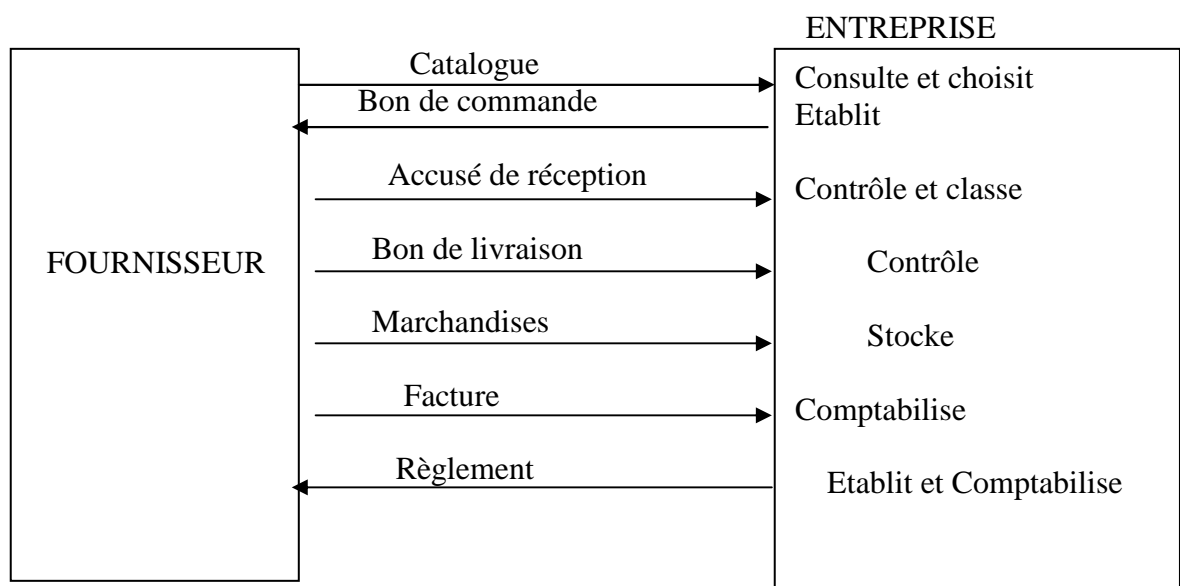 ENTREPRISE
Catalogue
Consulte et choisit
Bon de commande
Etablit
Accusé de réception
Contrôle et classe
FOURNISSEUR
Bon de livraison
Contrôle
Marchandises
Stocke
Facture
Comptabilise
Règlement
Etablit et Comptabilise